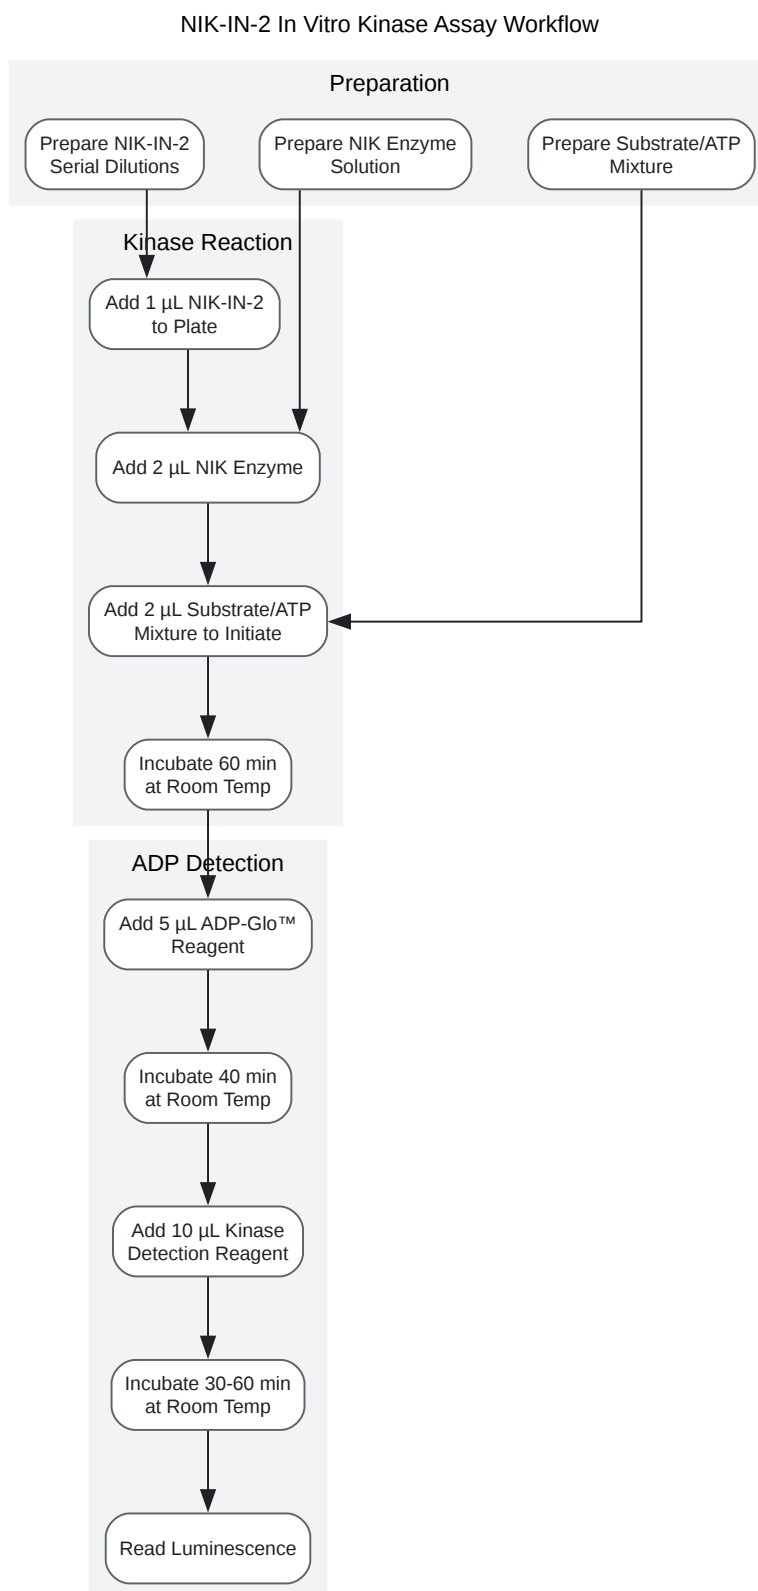 NIK-IN-2 In Vitro Kinase Assay Workflow
Preparation
Prepare NIK-IN-2
Serial Dilutions
Prepare NIK Enzyme
Solution
Prepare Substrate/ATP
Mixture
Kinase Reaction
Add 1 µL NIK-IN-2
to Plate
Add 2 µL NIK Enzyme
Add 2 µL Substrate/ATP
Mixture to Initiate
Incubate 60 min
at Room Temp
ADP Detection
Add 5 µL ADP-Glo™
Reagent
Incubate 40 min
at Room Temp
Add 10 µL Kinase
Detection Reagent
Incubate 30-60 min
at Room Temp
Read Luminescence